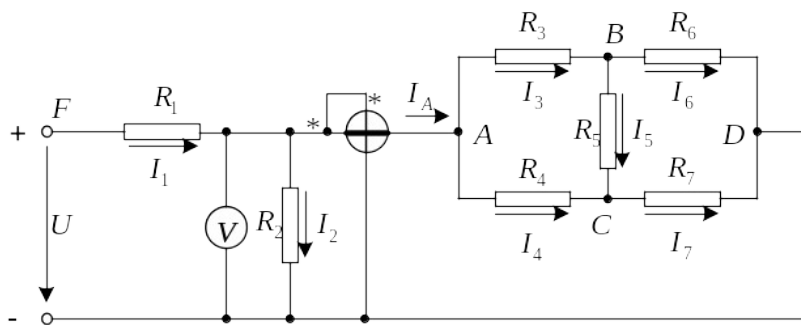 R3 B R6
I3 I6
F R1 * * IA
+ A R5 I5 D
I1 R4 R7
U V R2 I2 I4 C I7
-